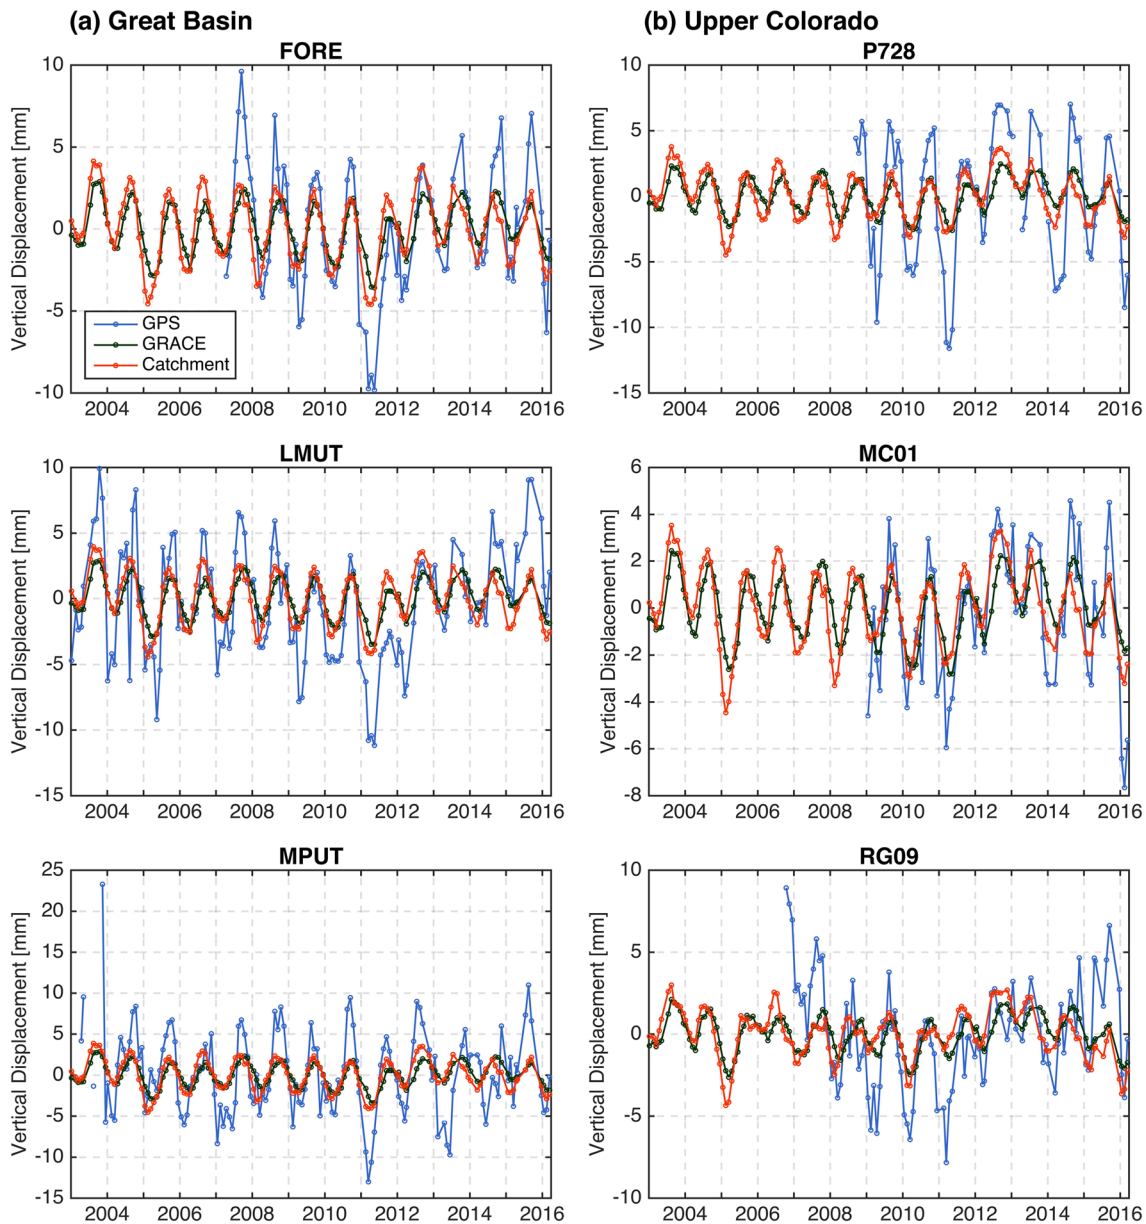 (a) Great Basin
(b) Upper Colorado
FORE
Vertical Displacement [mm]
10
5
0
-5
-10
GPS
GRACE
Catchment
2004 2006 2008 2010 2012 2014 2016
P728
Vertical Displacement [mm]
10
5
0
-5
-10
-15
2004 2006 2008 2010 2012 2014 2016
LMUT
Vertical Displacement [mm]
10
5
0
-5
-10
-15
2004 2006 2008 2010 2012 2014 2016
MC01
Vertical Displacement [mm]
6
4
2
0
-2
-4
-6
-8
2004 2006 2008 2010 2012 2014 2016
MPUT
Vertical Displacement [mm]
25
20
15
10
5
0
-5
-10
-15
2004 2006 2008 2010 2012 2014 2016
RG09
Vertical Displacement [mm]
10
5
0
-5
-10
2004 2006 2008 2010 2012 2014 2016